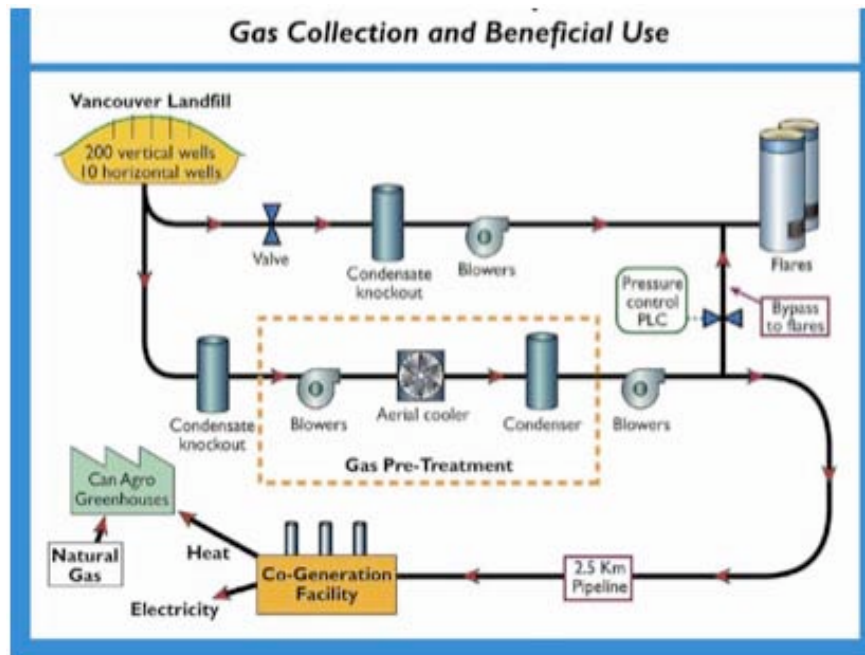 Gas Collection and Beneficial Use
Vancouver Landfill
200 vertical wells
10 horizontal wells
Valve
Condensate
knockout
Blowers
Flares
Pressure
control
PLC
Bypass
to flares
Condensate
knockout
Blowers
Aerial cooler
Condenser
Blowers
Gas Pre-Treatment
Can Agro
Greenhouses
Natural
Gas
Heat
Electricity
Co-Generation
Facility
2.5 Km
Pipeline